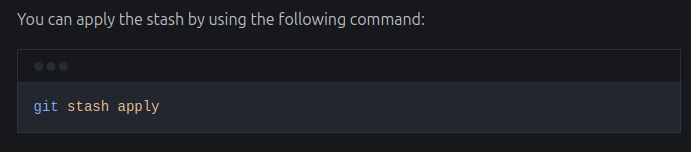 You can apply the stash by using the following command:
git stash apply